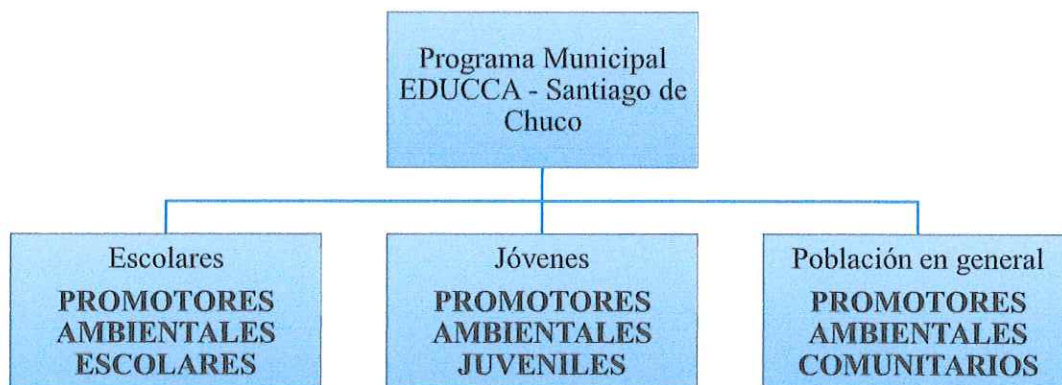 Programa Municipal
EDUCCA - Santiago de
Chuco
Escolares
PROMOTORES
AMBIENTALES
ESCOLARES
Jóvenes
PROMOTORES
AMBIENTALES
JUVENILES
Población en general
PROMOTORES
AMBIENTALES
COMUNITARIOS